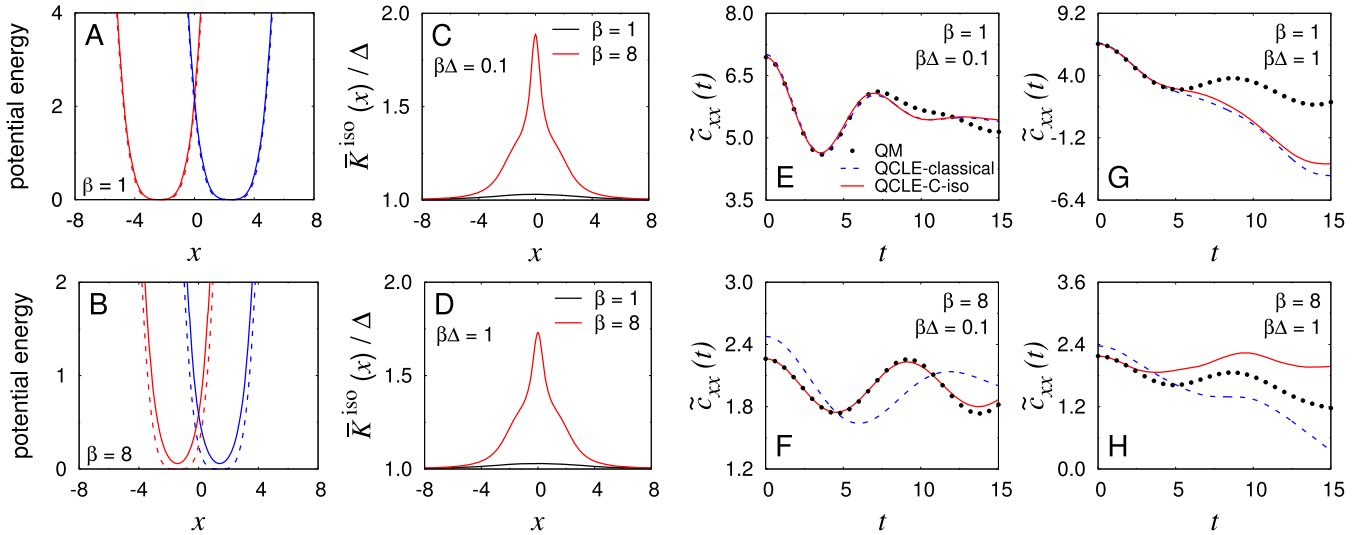 A
potential energy
4
2
0
β = 1
-8
-4
0
4
8
x
C
K̄ iso (x) / Δ
2.0
1.5
1.0
β = 1
β = 8
βΔ = 0.1
-8
-4
0
4
8
x
E
c̃xx (t)
8.0
6.5
5.0
3.5
β = 1
βΔ = 0.1
QM
QCLE-classical
QCLE-C-iso
0
5
10
15
t
G
c̃xx (t)
9.2
4.0
-1.2
-6.4
β = 1
βΔ = 1
0
5
10
15
t
B
potential energy
2
1
0
β = 8
-8
-4
0
4
8
x
D
K̄ iso (x) / Δ
2.0
1.5
1.0
β = 1
β = 8
βΔ = 1
-8
-4
0
4
8
x
F
c̃xx (t)
3.0
2.4
1.8
1.2
β = 8
βΔ = 0.1
0
5
10
15
t
H
c̃xx (t)
3.6
2.4
1.2
0.0
β = 8
βΔ = 1
0
5
10
15
t